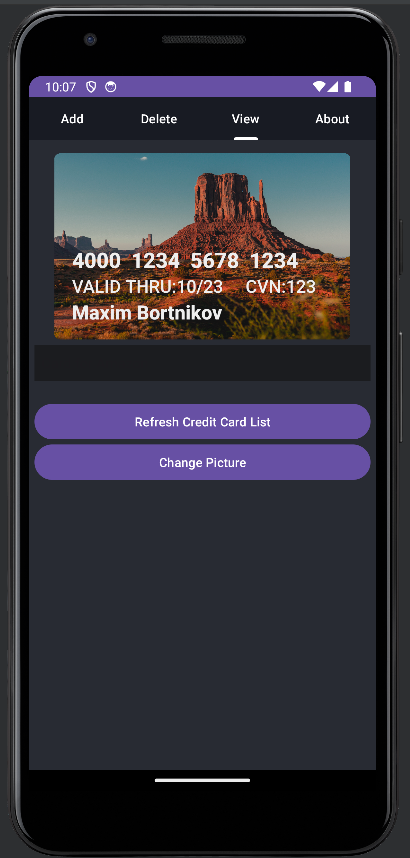 10:07
Add Delete View About
4000 1234 5678 1234
VALID THRU:10/23 CVN:123
Maxim Bortnikov
Refresh Credit Card List
Change Picture